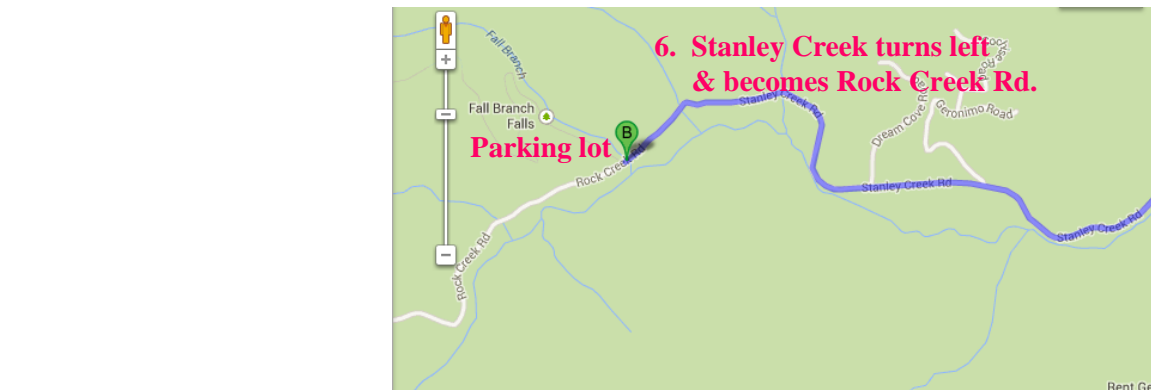 Fall Branch
6. Stanley Creek turns left
& becomes Rock Creek Rd.
Stanley Creek Rd
Fall Branch
Falls
B
Parking lot
Rock Creek Rd
Dream Cove Road
Geronimo Road
Stanley Creek Rd
Stanley Creek Rd
Rock Creek Rd